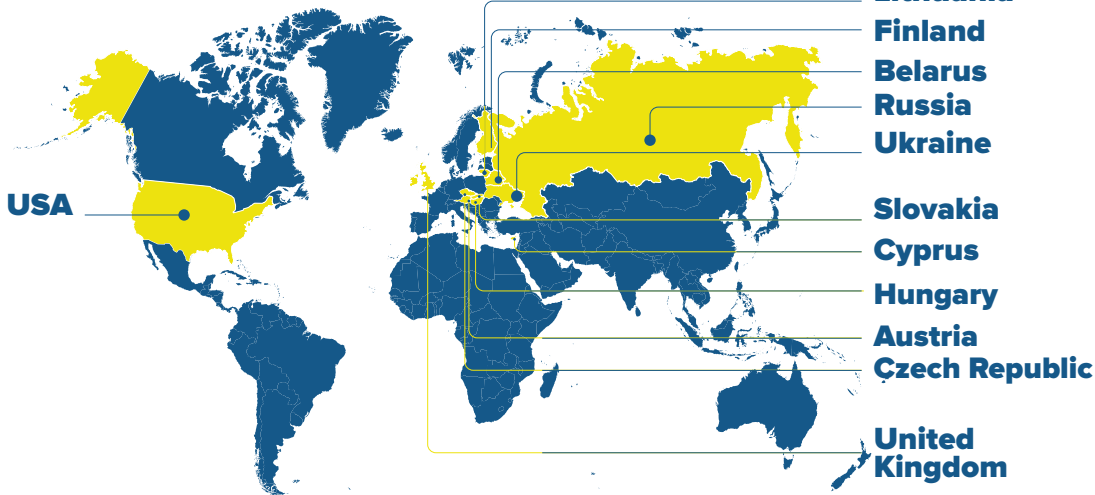 Finland
Belarus
Russia
Ukraine
USA
Slovakia
Cyprus
Hungary
Austria
Czech Republic
United
Kingdom